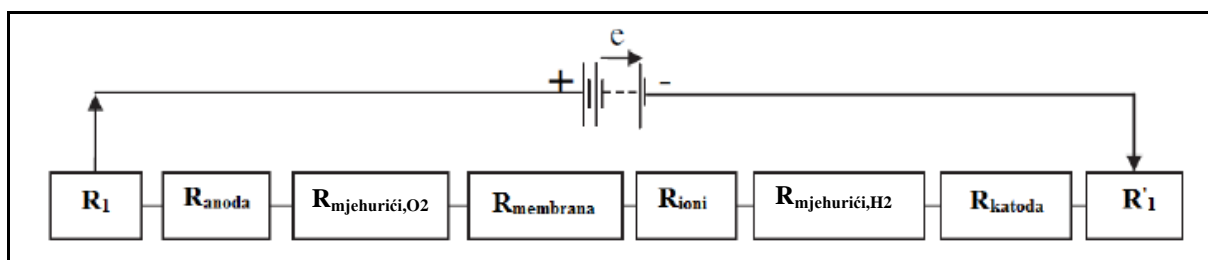 e
+ -
R1 Ranoda Rmjehurići,O2 Rmembrana Rioni Rmjehurići,H2 Rkatoda R'1